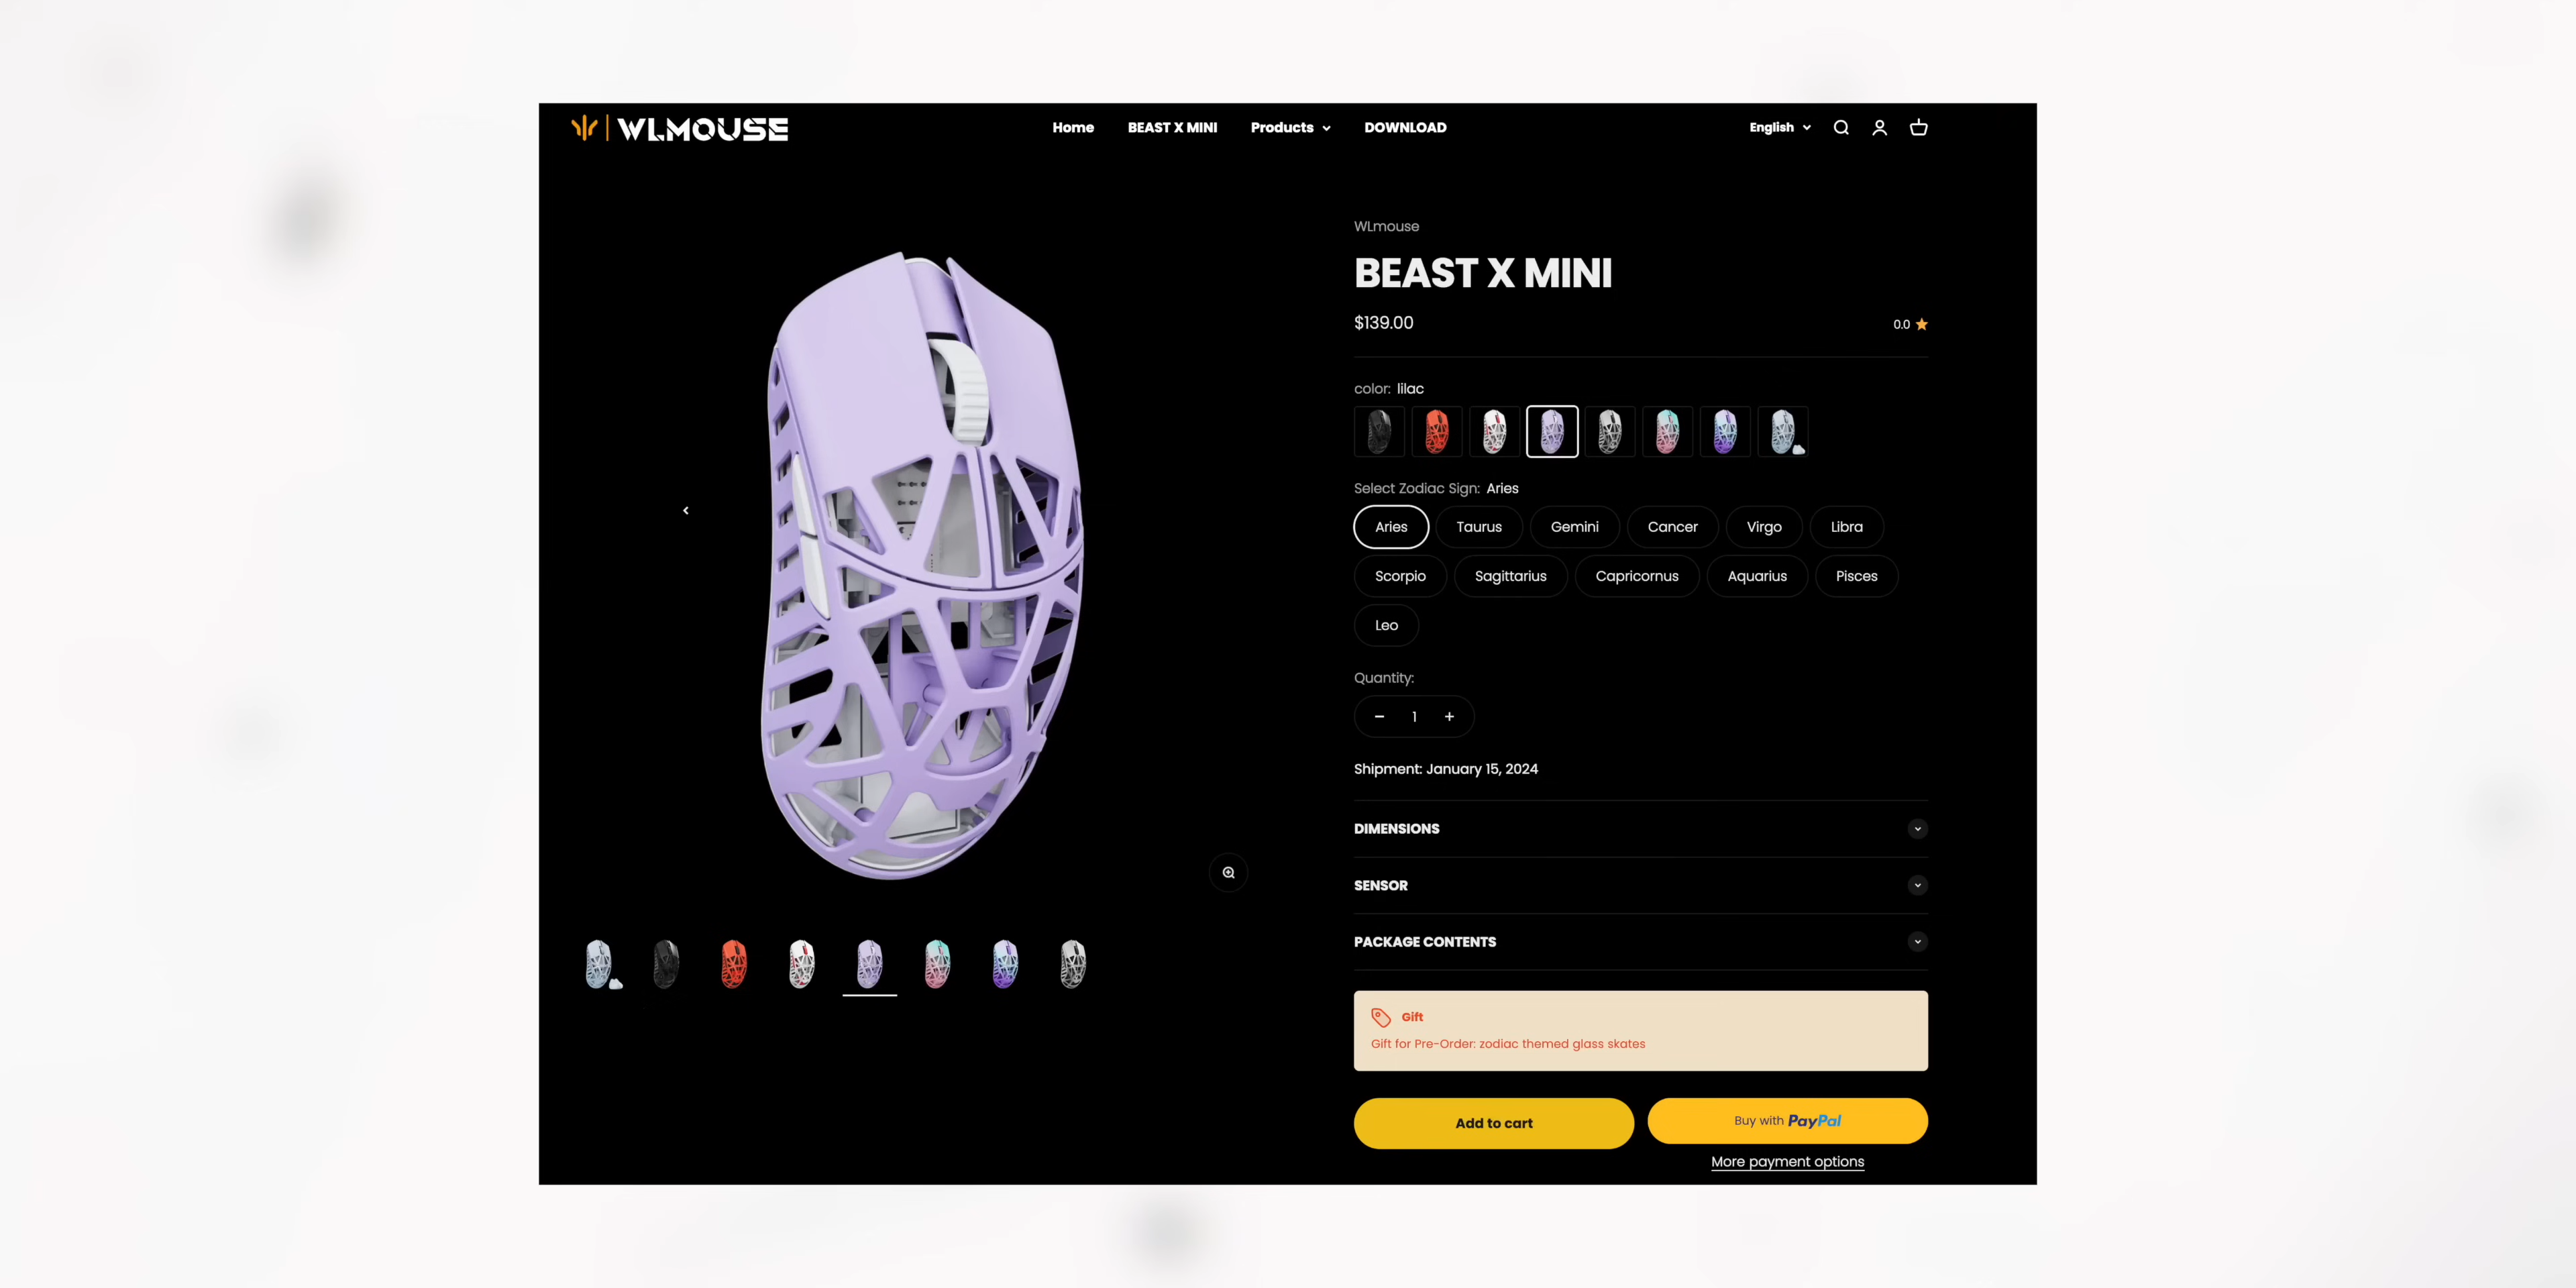 WLMOUSE
Home BEAST X MINI Products DOWNLOAD
English
WLmouse
BEAST X MINI
$139.00
0.0
color: lilac
Select Zodiac Sign: Aries
Aries Taurus Gemini Cancer Virgo Libra
Scorpio Sagittarius Capricornus Aquarius Pisces
Leo
Quantity:
− 1 +
Shipment: January 15, 2024
DIMENSIONS
SENSOR
PACKAGE CONTENTS
Gift
Gift for Pre-Order: zodiac themed glass skates
Add to cart
Buy with PayPal
More payment options